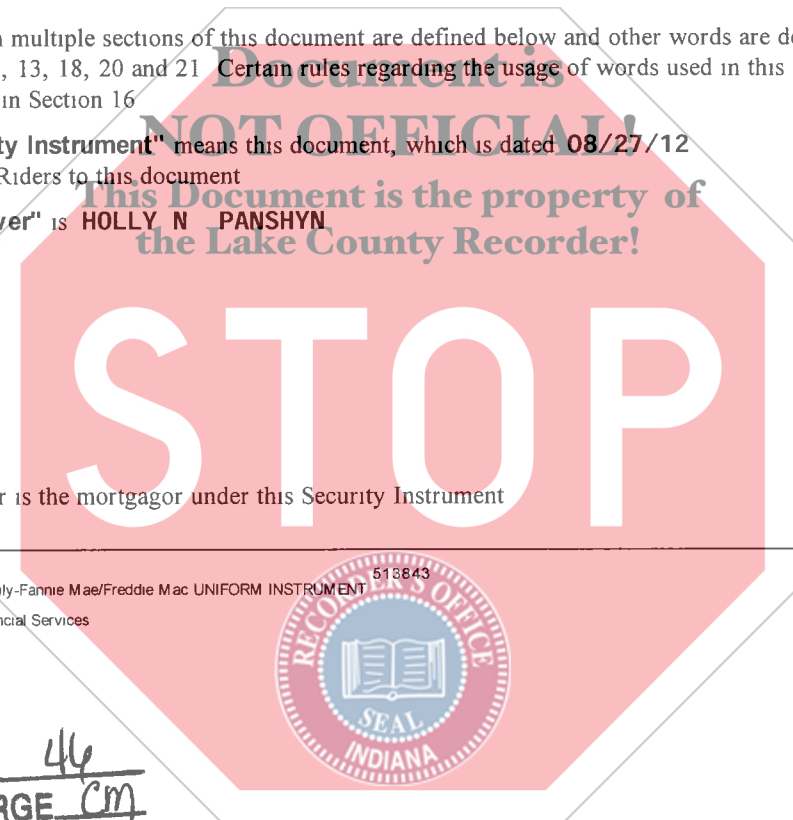 n multiple sections of this document are defined below and other words are de
, 13, 18, 20 and 21 Certain rules regarding the usage of words used in this
in Section 16
Document is
NOT OFFICIAL!
This Document is the property of
the Lake County Recorder!
ty Instrument" means this document, which is dated 08/27/12
Riders to this document
ver" is HOLLY N PANSHYN
STOP
r is the mortgagor under this Security Instrument
ly-Fannie Mae/Freddie Mac UNIFORM INSTRUMENT 513843
ncial Services
RECORDER'S OFFICE
SEAL
INDIANA
46
RGE CM